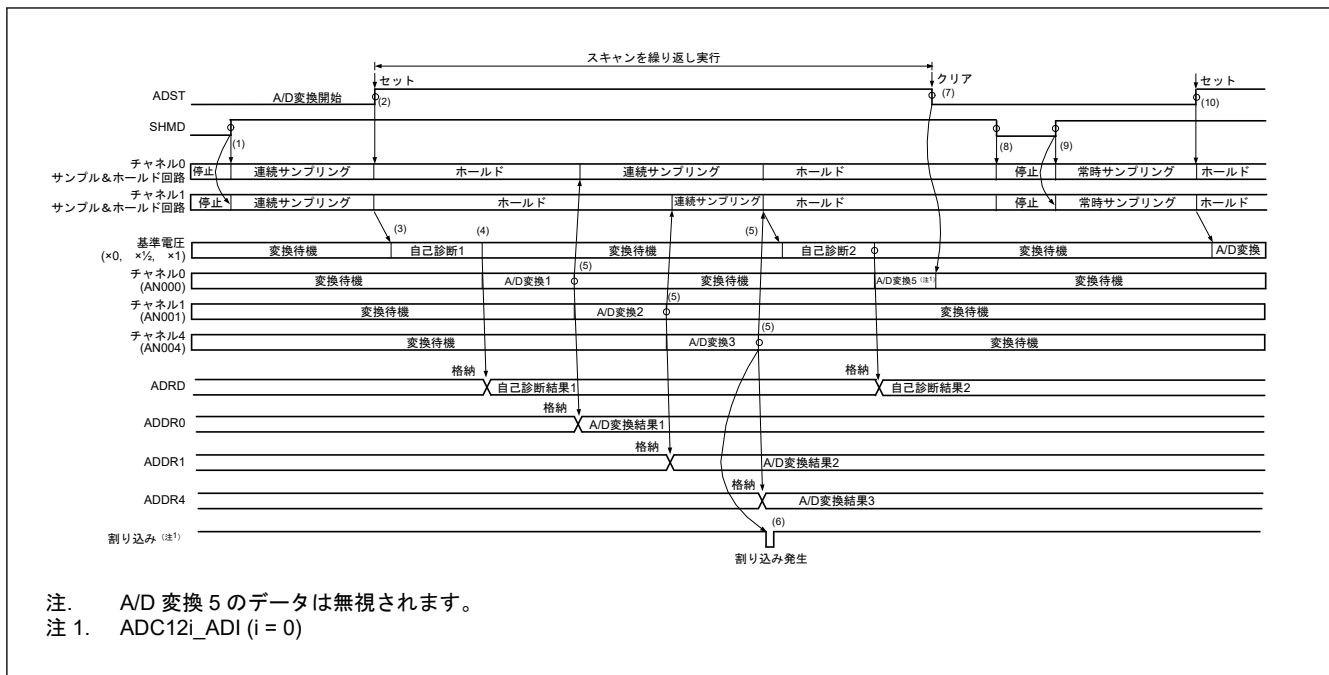 スキャンを繰り返し実行
セット クリア セット
ADST A/D変換開始 (2) (7) (10)
SHMD (1) (8) (9)
チャネル0
サンプル&ホールド回路 停止 連続サンプリング ホールド 連続サンプリング ホールド 停止 常時サンプリング ホールド
チャネル1
サンプル&ホールド回路 停止 連続サンプリング ホールド 連続サンプリング ホールド 停止 常時サンプリング ホールド
(3) (4) (5)
基準電圧
(×0, ×½, ×1) 変換待機 自己診断1 変換待機 自己診断2 変換待機 A/D変換
チャネル0 (5)
(AN000) 変換待機 A/D変換1 変換待機 A/D変換5 (注1) 変換待機
チャネル1 (5)
(AN001) 変換待機 A/D変換2 変換待機
チャネル4 (5)
(AN004) 変換待機 A/D変換3 変換待機
ADRD 格納 自己診断結果1 格納 自己診断結果2
ADDR0 格納 A/D変換結果1
ADDR1 格納 A/D変換結果2
ADDR4 格納 A/D変換結果3
割り込み (注1) (6)
割り込み発生
注. A/D 変換 5 のデータは無視されます。
注 1. ADC12i_ADI (i = 0)